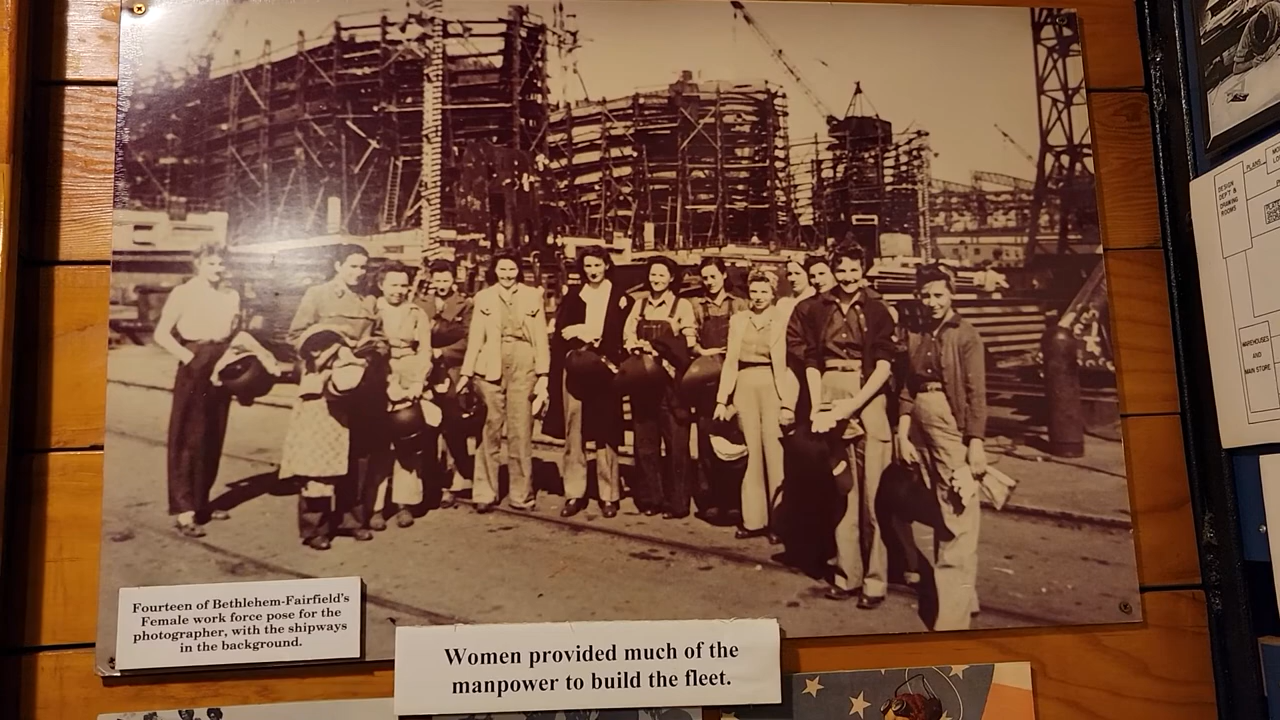 Fourteen of Bethlehem-Fairfield's
Female work force pose for the
photographer, with the shipways
in the background.
Women provided much of the
manpower to build the fleet.
PLANS
DESIGN
DEP'T &
DRAWING
ROOMS
WAREHOUSES
AND
MAIN STORE